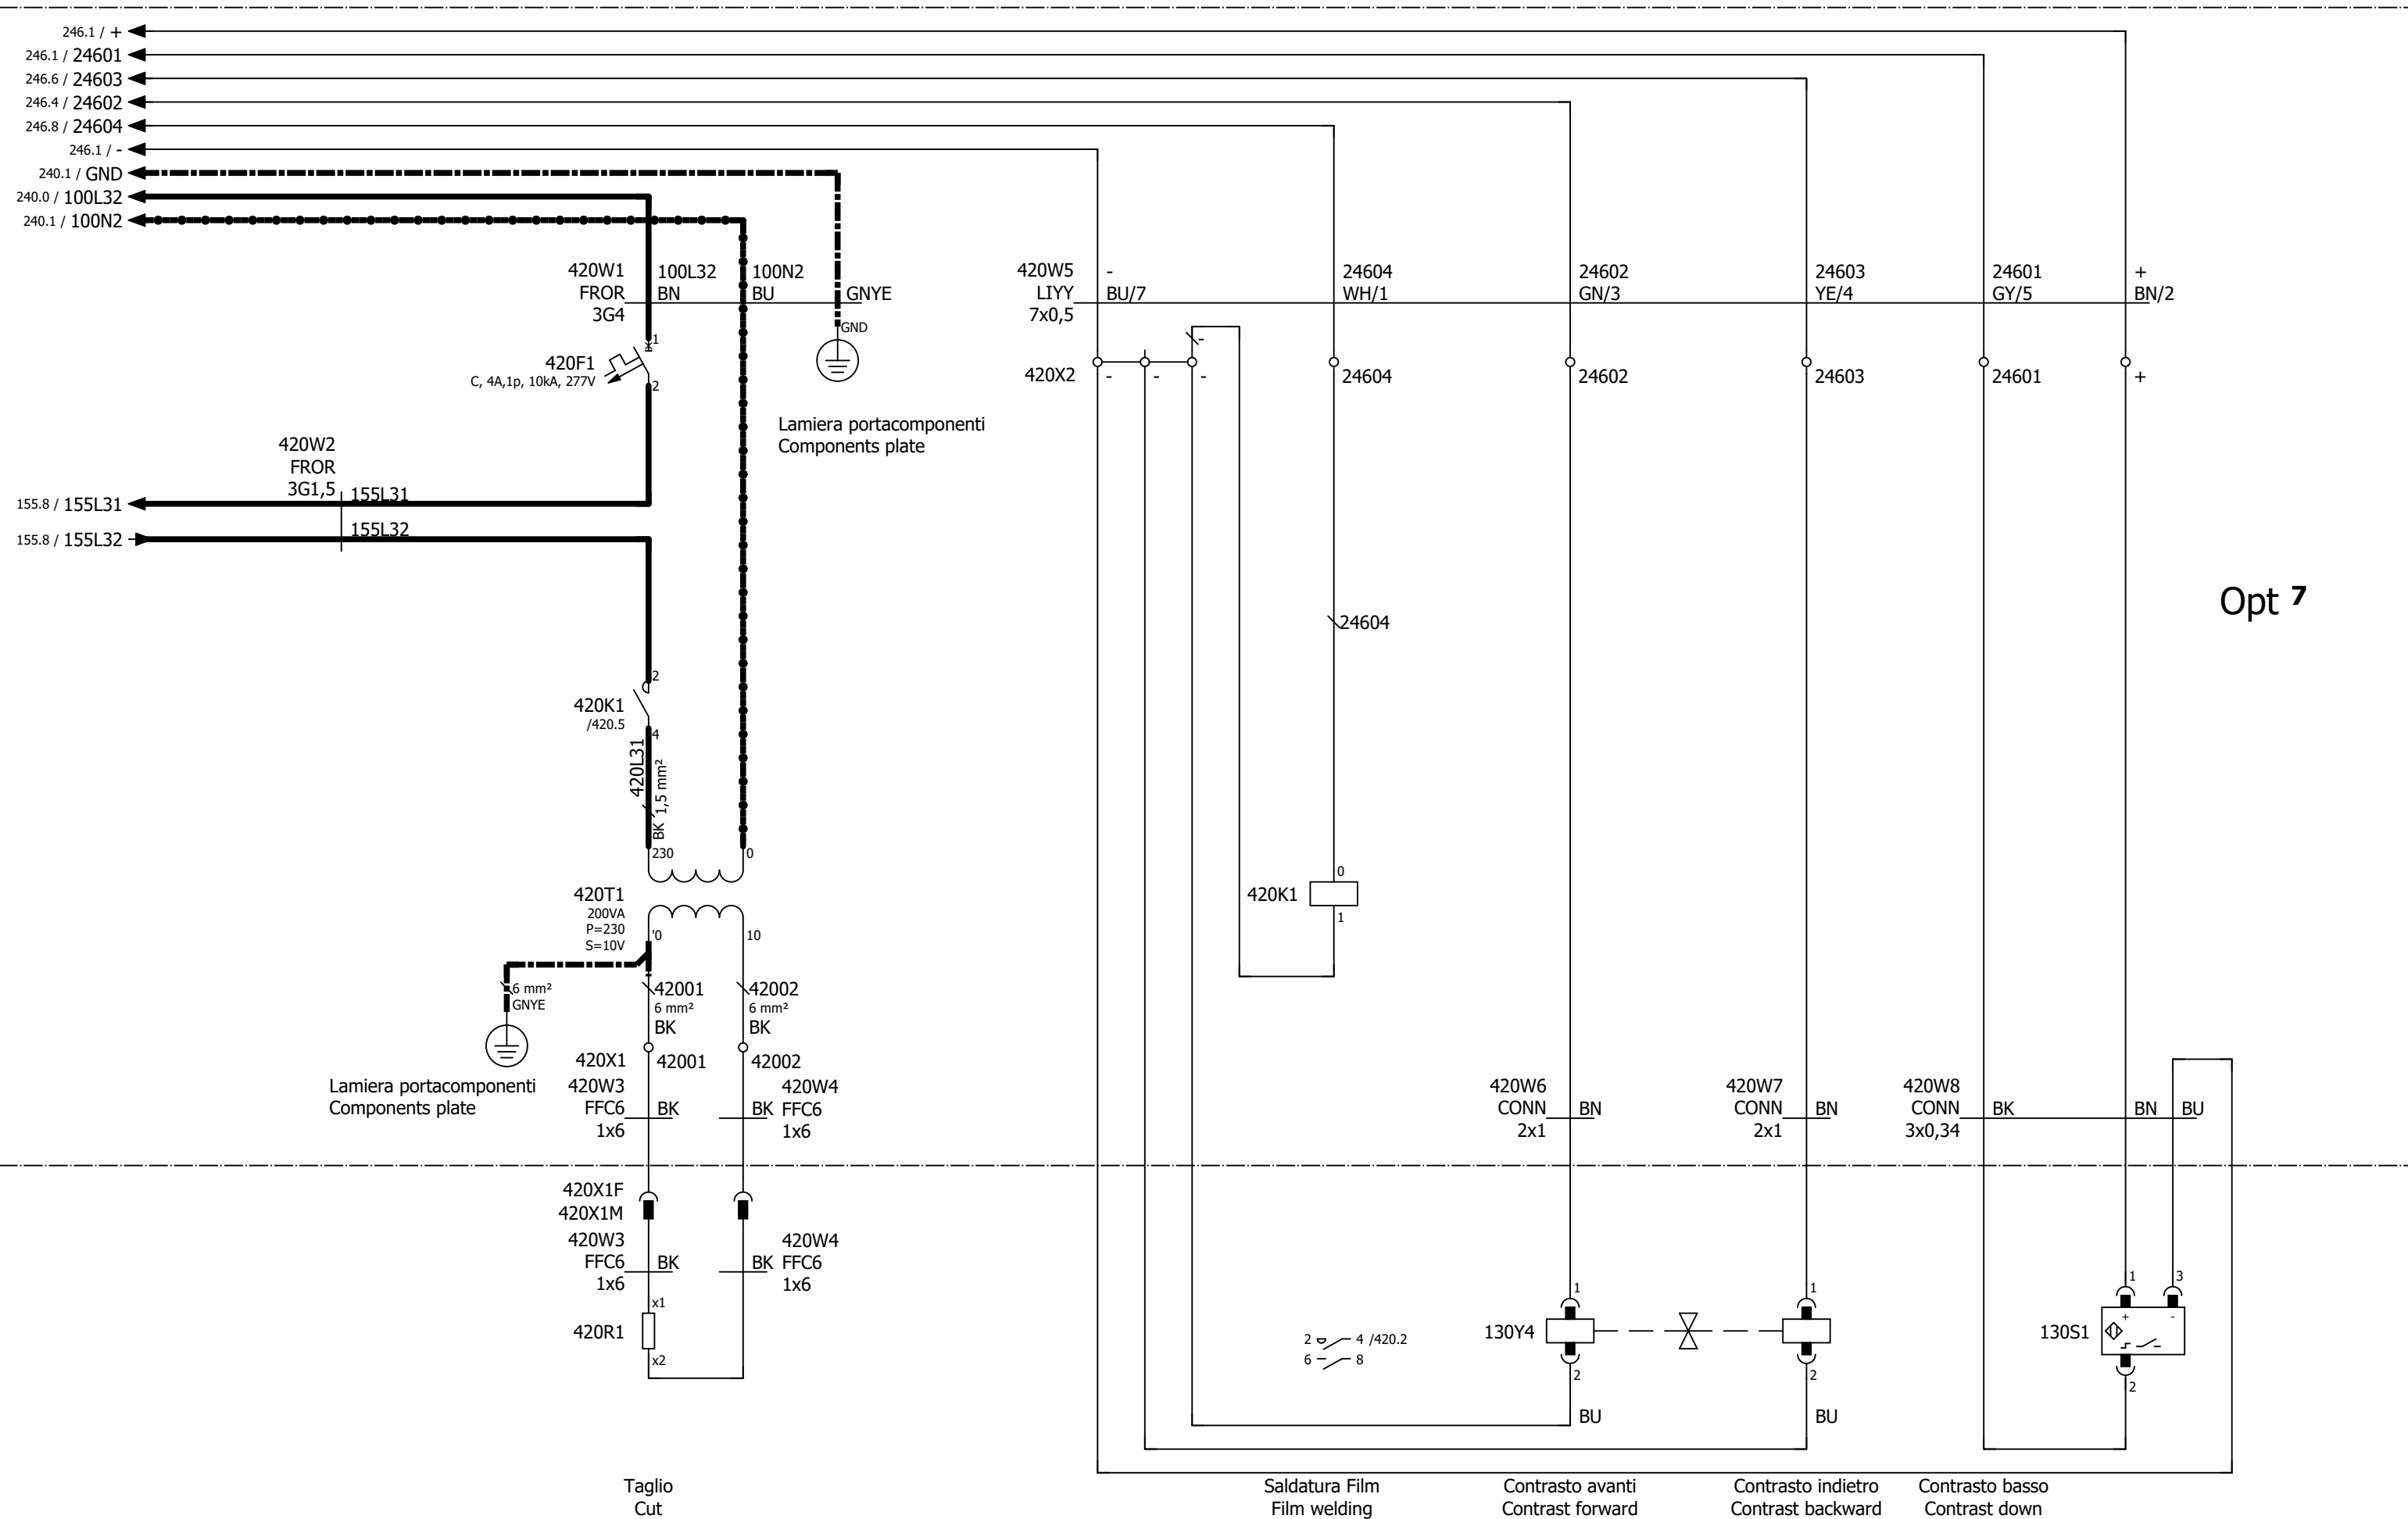 246.1 / +
246.1 / 24601
246.6 / 24603
246.4 / 24602
246.8 / 24604
246.1 / -
240.1 / GND
240.0 / 100L32
240.1 / 100N2
420W1
FROR
3G4
100L32
BN
100N2
BU
GNYE
GND
420W5
LIYY
7x0,5
-
BU/7
24604
WH/1
24602
GN/3
24603
YE/4
24601
GY/5
+
BN/2
1
420F1
C, 4A,1p, 10kA, 277V
2
-
420X2
-
-
-
24604
24602
24603
24601
+
Lamiera portacomponenti
Components plate
420W2
FROR
3G1,5
155.8 / 155L31
155L31
155.8 / 155L32
155L32
Opt 7
24604
2
420K1
/420.5
4
420L31
BK 1,5 mm²
230
0
420T1
200VA
P=230
S=10V
'0
10
420K1
0
1
6 mm²
GNYE
42001
6 mm²
BK
42002
6 mm²
BK
420X1
42001
42002
Lamiera portacomponenti
Components plate
420W3
FFC6
1x6
BK
BK
420W4
FFC6
1x6
420W6
CONN
2x1
BN
420W7
CONN
2x1
BN
420W8
CONN
3x0,34
BK
BN
BU
420X1F
420X1M
420W3
FFC6
1x6
BK
BK
420W4
FFC6
1x6
x1
420R1
x2
2 4 /420.2
6 8
1
130Y4
2
BU
1
2
BU
1
3
130S1
+
-
2
Taglio
Cut
Saldatura Film
Film welding
Contrasto avanti
Contrast forward
Contrasto indietro
Contrast backward
Contrasto basso
Contrast down